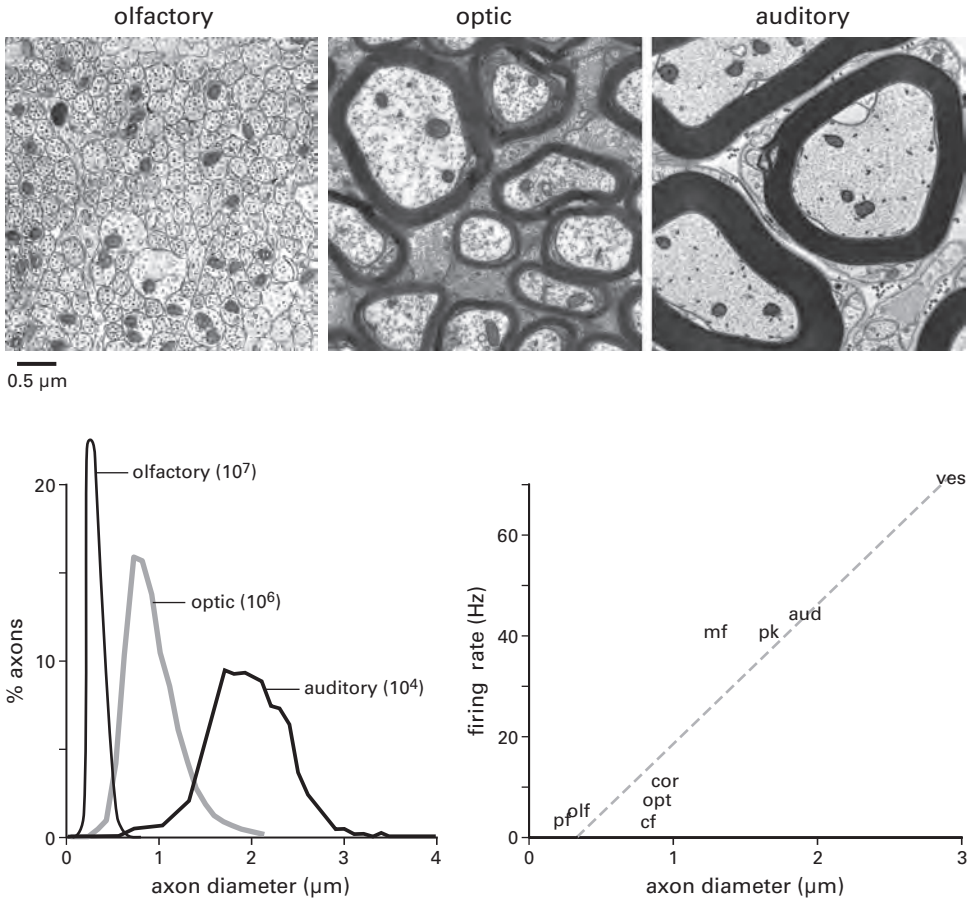 olfactory optic auditory
0.5 µm
olfactory (10⁷)
optic (10⁶)
auditory (10⁴)
% axons
20
10
0
0 1 2 3 4
axon diameter (µm)
firing rate (Hz)
60
40
20
0
ves
aud
mf pk
cor
opt
olf
pf cf
0 1 2 3
axon diameter (µm)